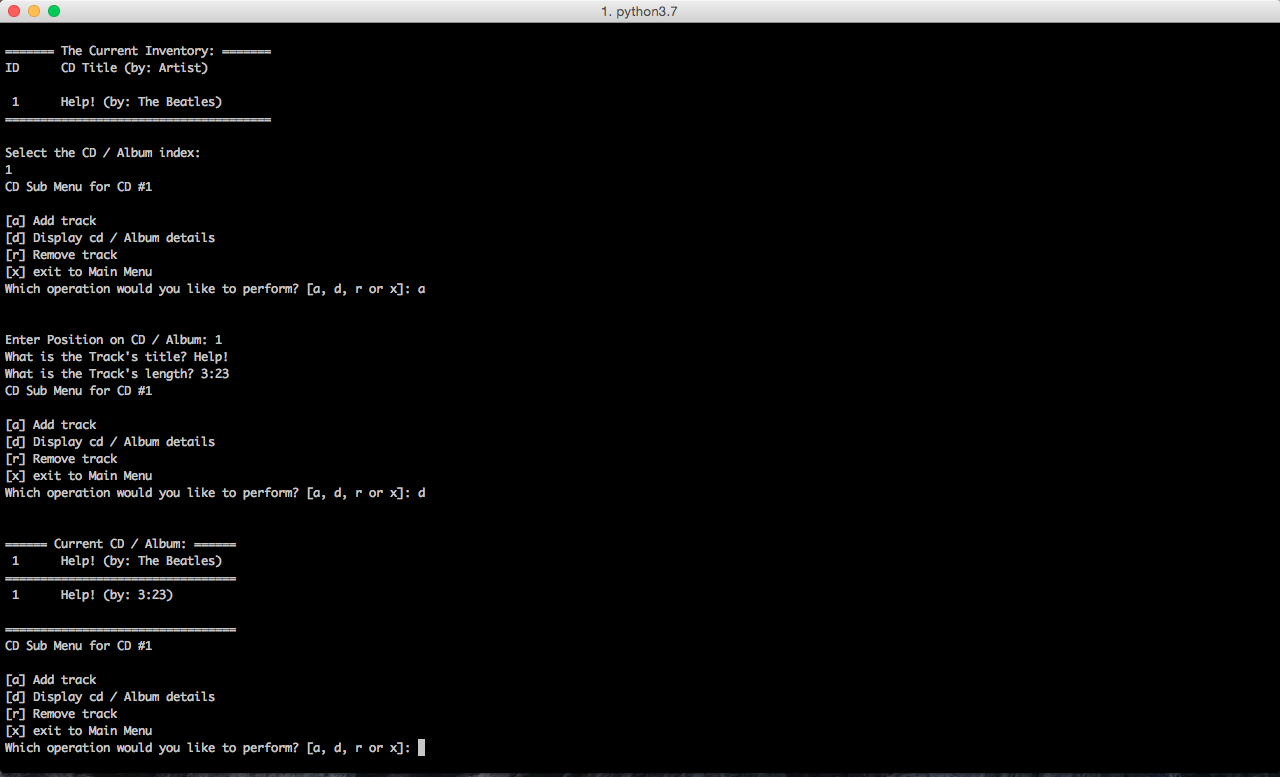 1. python3.7
======= The Current Inventory: =======
ID      CD Title (by: Artist)
1      Help! (by: The Beatles)
======================================
Select the CD / Album index:
1
CD Sub Menu for CD #1
[a] Add track
[d] Display cd / Album details
[r] Remove track
[x] exit to Main Menu
Which operation would you like to perform? [a, d, r or x]: a
Enter Position on CD / Album: 1
What is the Track's title? Help!
What is the Track's length? 3:23
CD Sub Menu for CD #1
[a] Add track
[d] Display cd / Album details
[r] Remove track
[x] exit to Main Menu
Which operation would you like to perform? [a, d, r or x]: d
====== Current CD / Album: ======
1      Help! (by: The Beatles)
=================================
1      Help! (by: 3:23)
=================================
CD Sub Menu for CD #1
[a] Add track
[d] Display cd / Album details
[r] Remove track
[x] exit to Main Menu
Which operation would you like to perform? [a, d, r or x]: